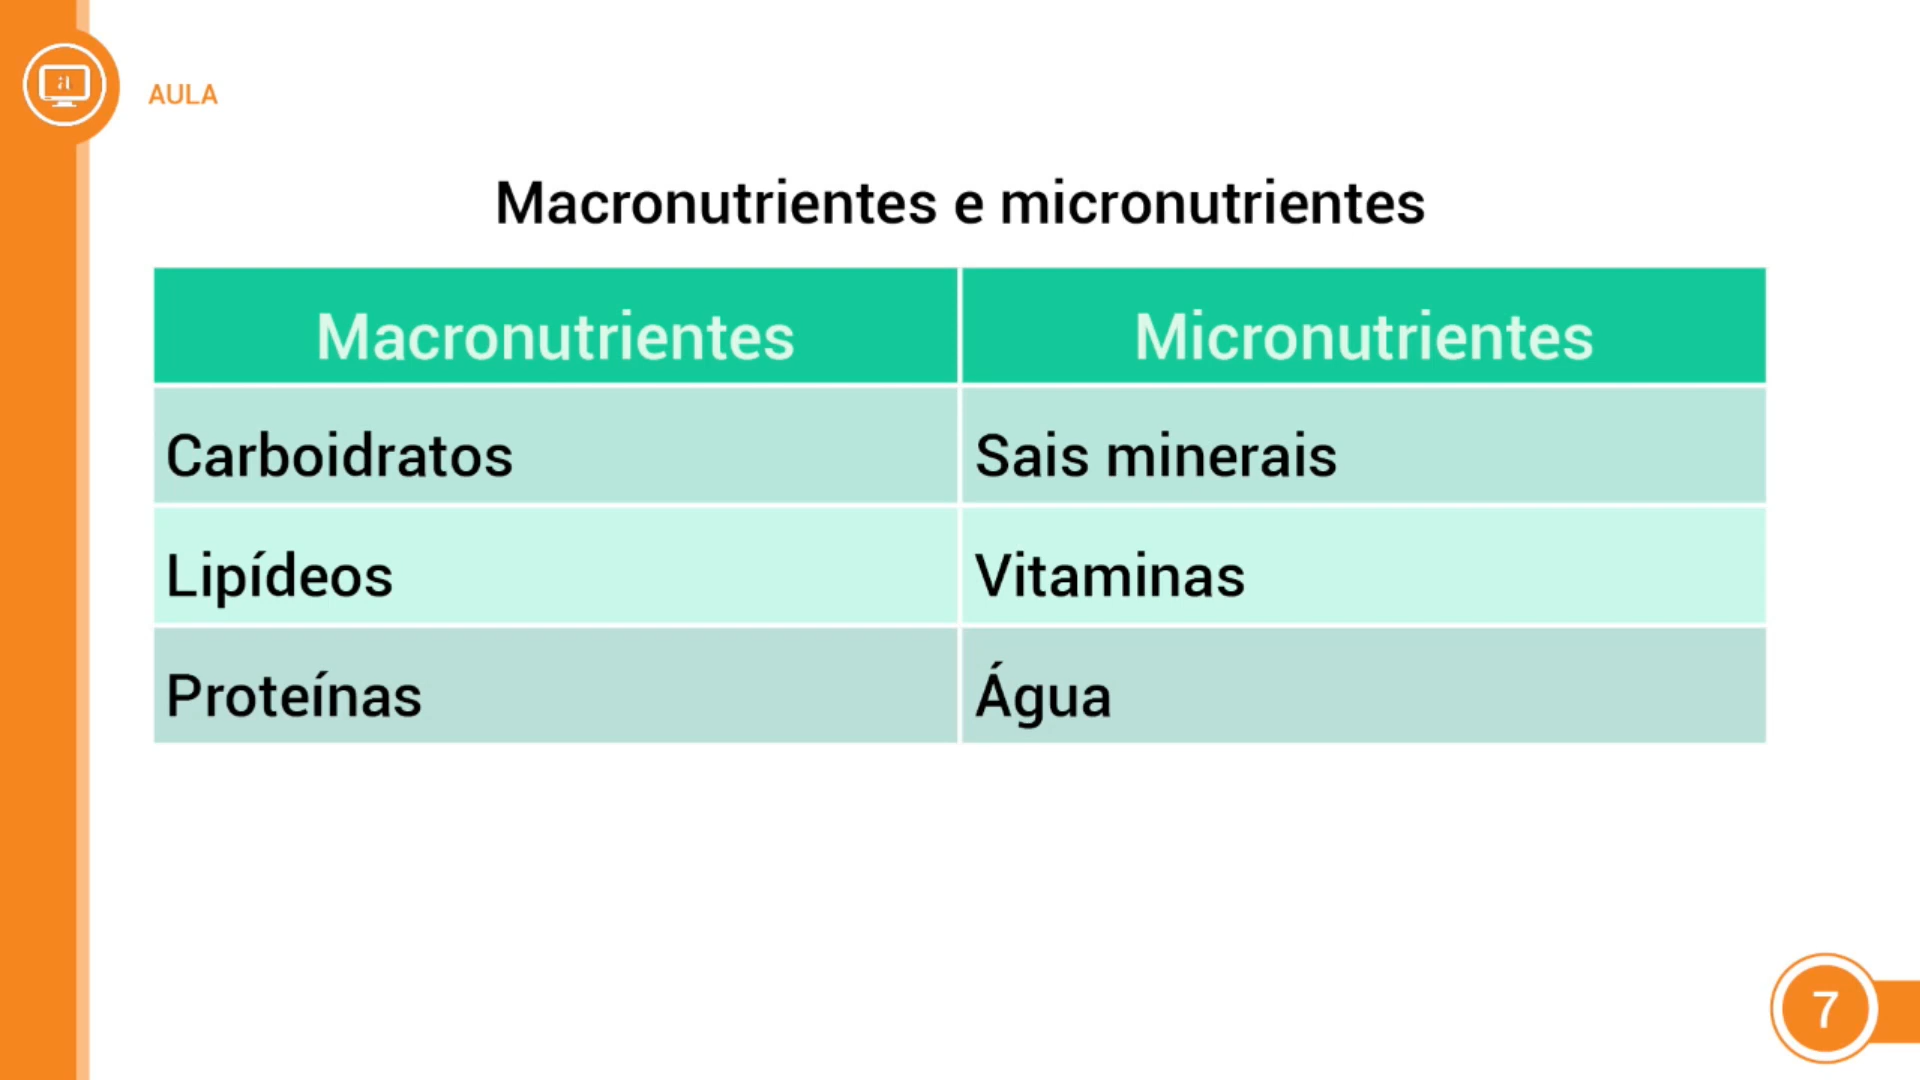 AULA
Macronutrientes e micronutrientes
Macronutrientes Micronutrientes
Carboidratos Sais minerais
Lipídeos Vitaminas
Proteínas Água
7